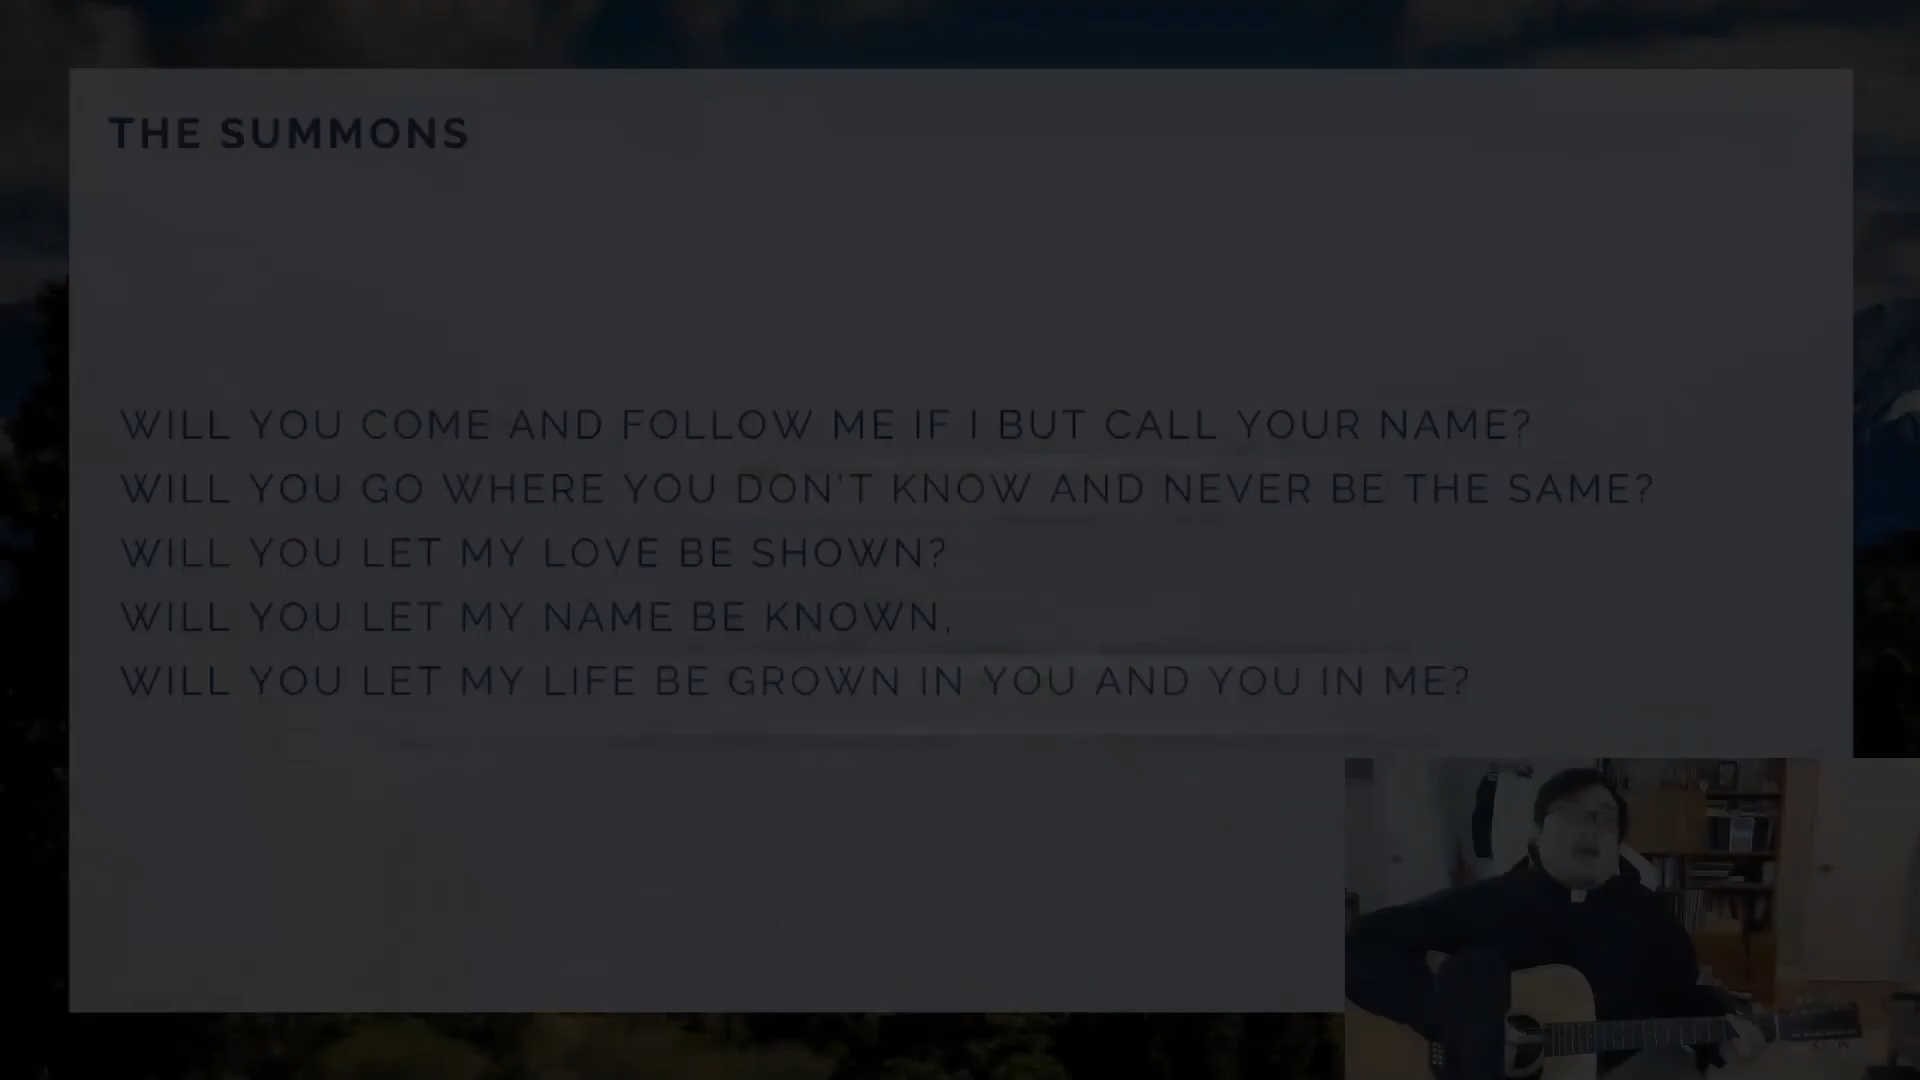 THE SUMMONS
WILL YOU COME AND FOLLOW ME IF I BUT CALL YOUR NAME?
WILL YOU GO WHERE YOU DON'T KNOW AND NEVER BE THE SAME?
WILL YOU LET MY LOVE BE SHOWN?
WILL YOU LET MY NAME BE KNOWN,
WILL YOU LET MY LIFE BE GROWN IN YOU AND YOU IN ME?